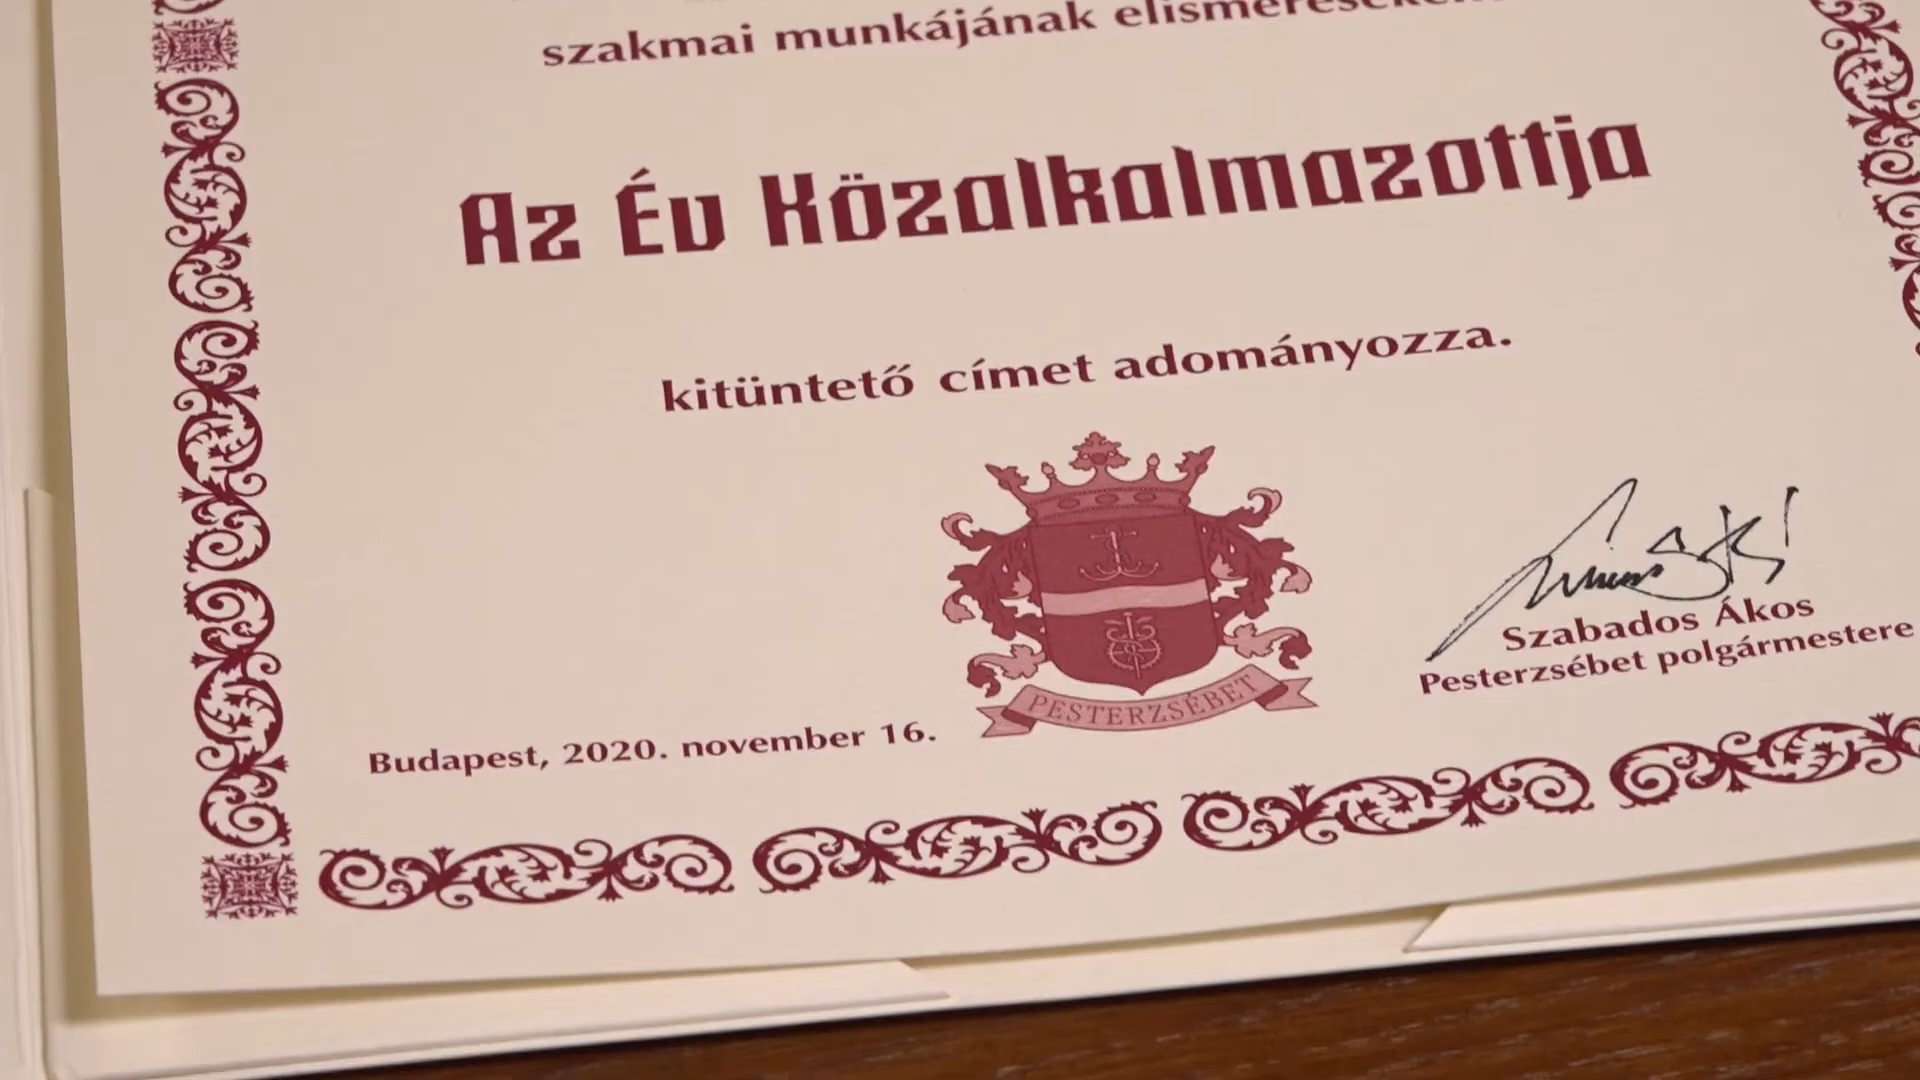 szakmai munkájának elismeréseként
Az Év Közalkalmazottja
kitüntető címet adományozza.
PESTERZSÉBET
Szabados Ákos
Pesterzsébet polgármestere
Budapest, 2020. november 16.